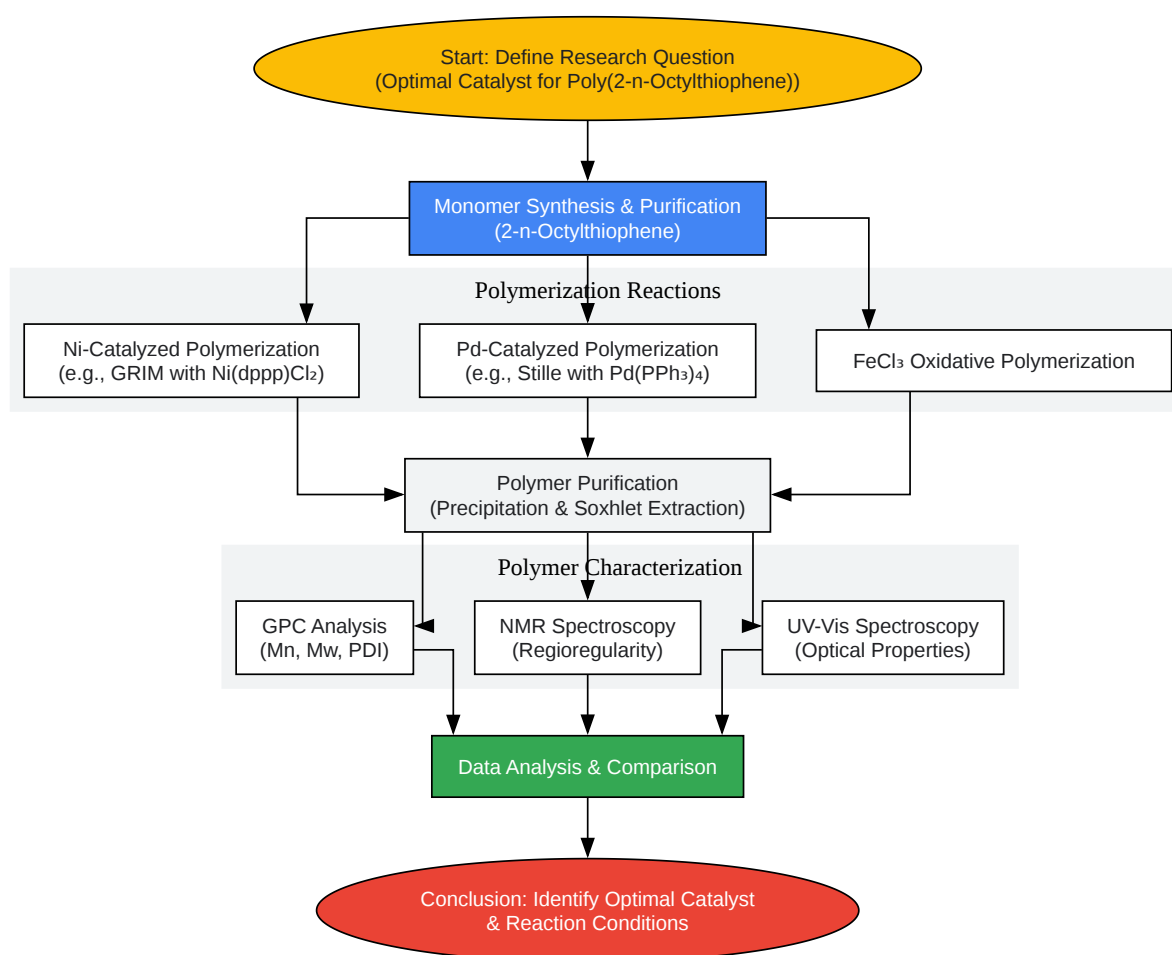 Start: Define Research Question
(Optimal Catalyst for Poly(2-n-Octylthiophene))
Monomer Synthesis & Purification
(2-n-Octylthiophene)
Polymerization Reactions
Ni-Catalyzed Polymerization
(e.g., GRIM with Ni(dppp)Cl₂)
Pd-Catalyzed Polymerization
(e.g., Stille with Pd(PPh₃)₄)
FeCl₃ Oxidative Polymerization
Polymer Purification
(Precipitation & Soxhlet Extraction)
Polymer Characterization
GPC Analysis
(Mn, Mw, PDI)
NMR Spectroscopy
(Regioregularity)
UV-Vis Spectroscopy
(Optical Properties)
Data Analysis & Comparison
Conclusion: Identify Optimal Catalyst
& Reaction Conditions